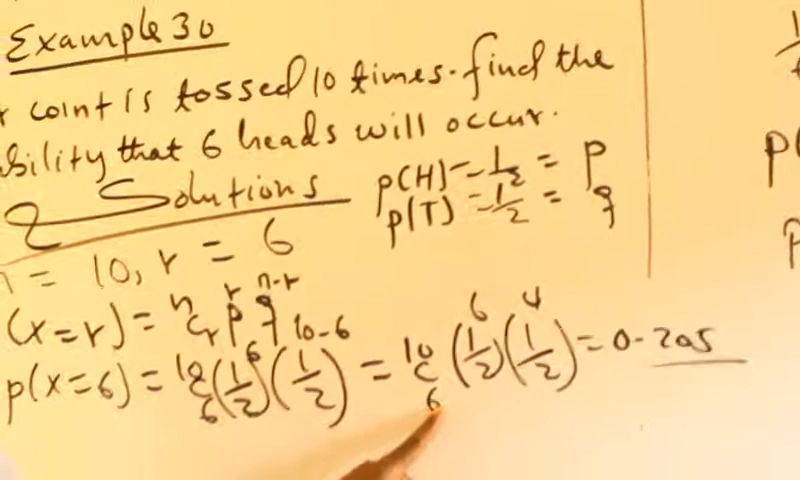 Example 30
coint is tossed 10 times. find the
bility that 6 heads will occur.
Solutions
p(H) = 1/2 = p
p(T) = 1/2 = q
= 10, r = 6
(x=r) = nCr p^r q^n-r
p(x=6) = 10C6 (1/2)^6 (1/2)^10-6 = 10C6 (1/2)^6 (1/2)^4 = 0.205
p(